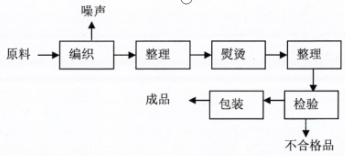 噪声
原料 编织 整理 熨烫 整理
成品 包装 检验
不合格品